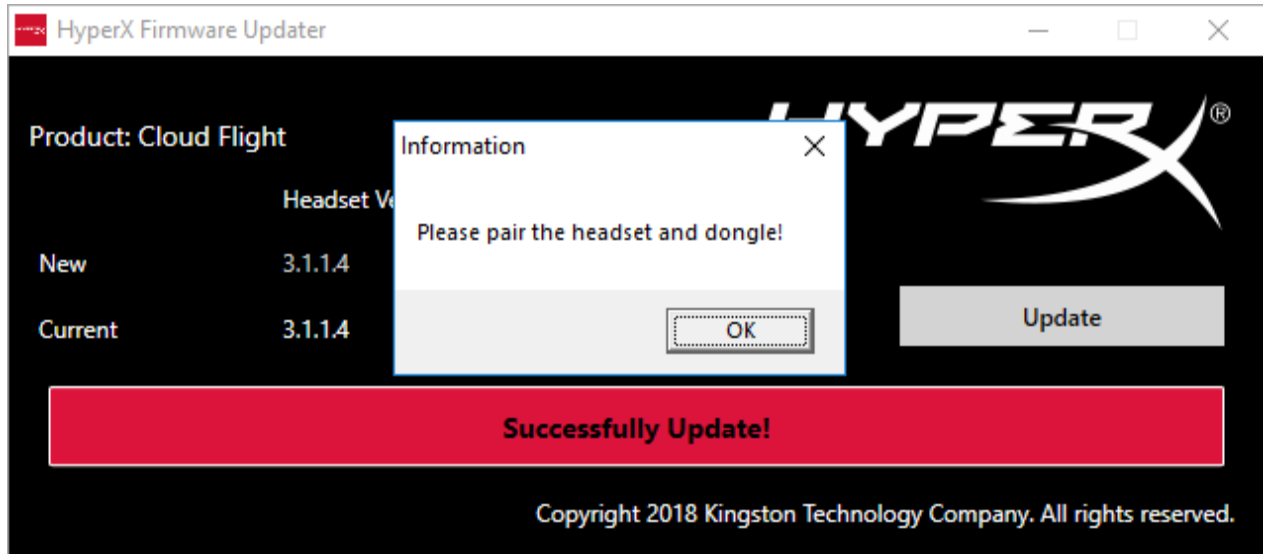 HyperX Firmware Updater
HYPERX®
Product: Cloud Flight
Information
Headset Ve
Please pair the headset and dongle!
New 3.1.1.4
Current 3.1.1.4
OK
Update
Successfully Update!
Copyright 2018 Kingston Technology Company. All rights reserved.